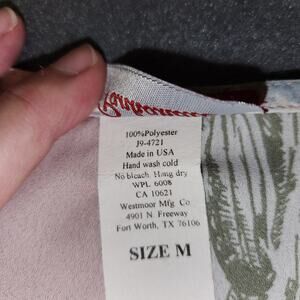 100%Polyester
J9-4721
Made in USA
Hand wash cold
No bleach. Hang dry
WPL 6008
CA 10621
Westmoor Mfg. Co
4901 N. Freeway
Fort Worth, TX 76106
SIZE M